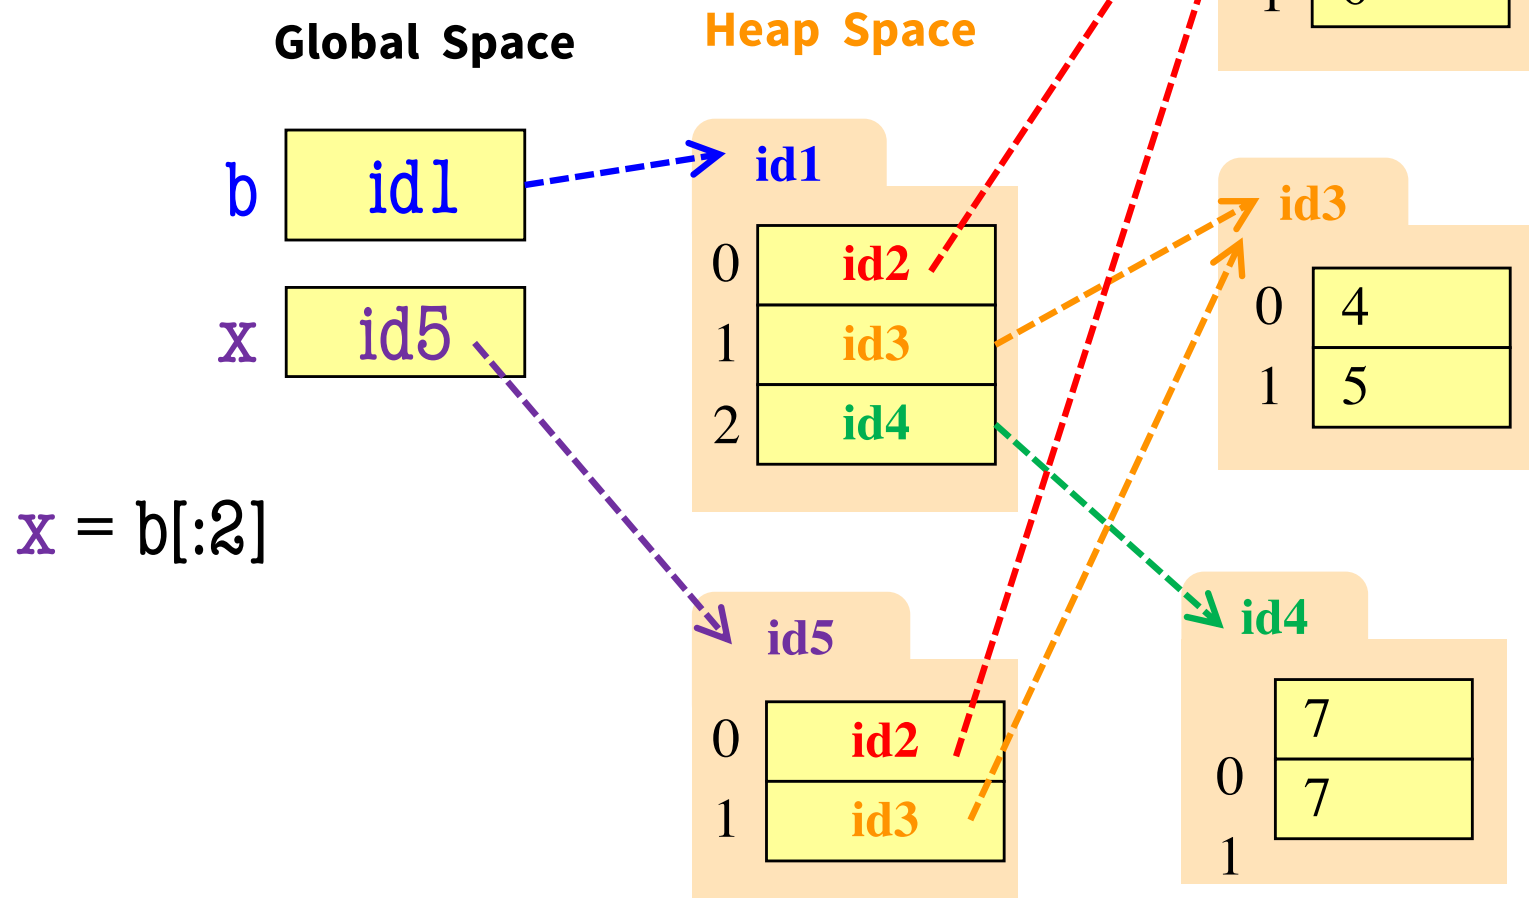 Global Space
Heap Space
b
id1
x
id5
x = b[:2]
id1
0 id2
1 id3
2 id4
id3
0 4
1 5
id5
0 id2
1 id3
id4
7
0
7
1